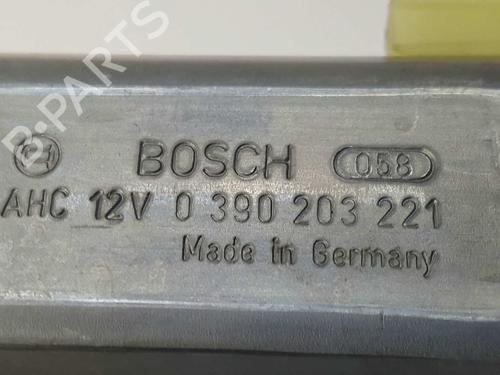 B-PARTS
BOSCH 058
AHC 12V 0 390 203 221
Made in Germany